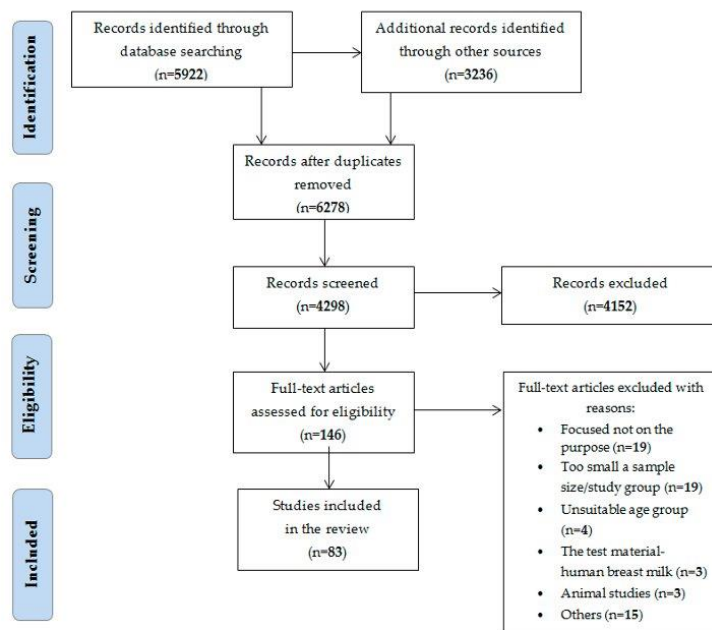 Identification
Records identified through
database searching
(n=5922)
Additional records identified
through other sources
(n=3236)
Records after duplicates
removed
(n=6278)
Screening
Records screened
(n=4298)
Records excluded
(n=4152)
Eligibility
Full-text articles
assessed for eligibility
(n=146)
Full-text articles excluded with
reasons:
• Focused not on the
purpose (n=19)
• Too small a sample
size/study group (n=19)
• Unsuitable age group
(n=4)
• The test material-
human breast milk (n=3)
• Animal studies (n=3)
• Others (n=15)
Included
Studies included
in the review
(n=83)